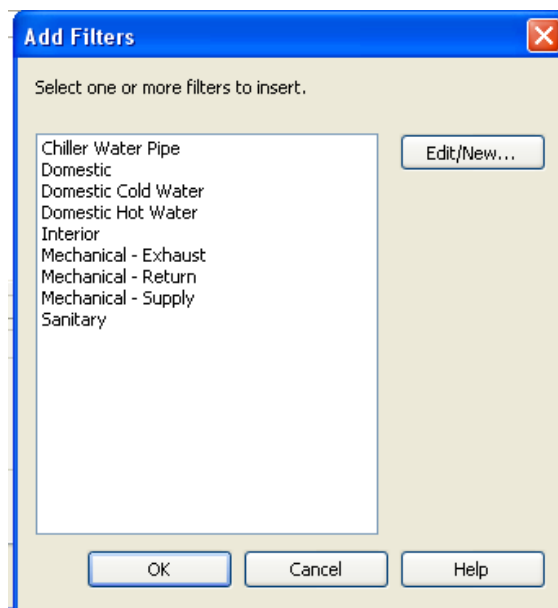 Add Filters
Select one or more filters to insert.
Chiller Water Pipe
Domestic
Domestic Cold Water
Domestic Hot Water
Interior
Mechanical - Exhaust
Mechanical - Return
Mechanical - Supply
Sanitary
Edit/New...
OK
Cancel
Help